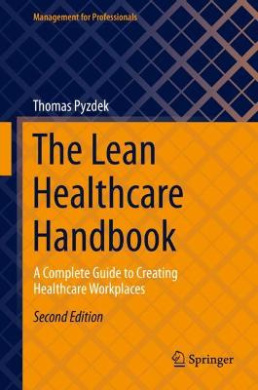 Management for Professionals
Thomas Pyzdek
The Lean
Healthcare
Handbook
A Complete Guide to Creating
Healthcare Workplaces
Second Edition
Springer